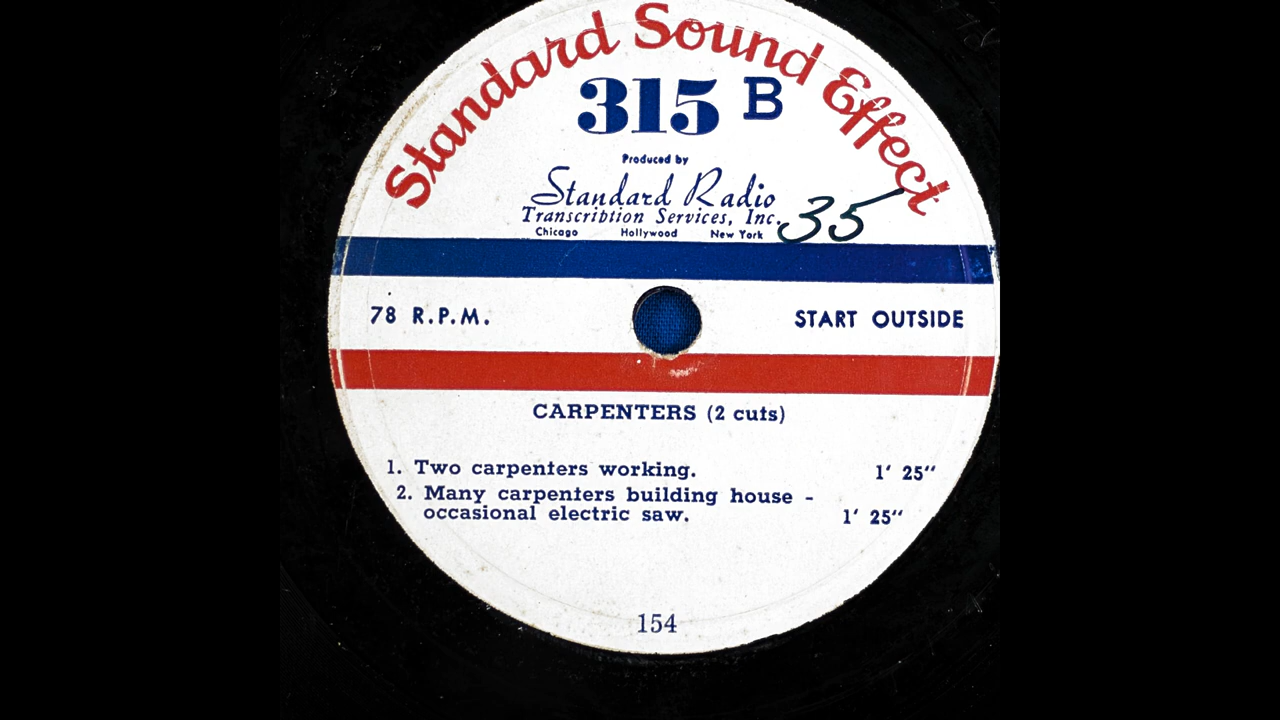 Standard Sound Effect
315 B
Produced by
Standard Radio
Transcribtion Services, Inc.
35
Chicago Hollywood New York
78 R.P.M. START OUTSIDE
CARPENTERS (2 cuts)
1. Two carpenters working. 1' 25"
2. Many carpenters building house -
occasional electric saw. 1' 25"
154